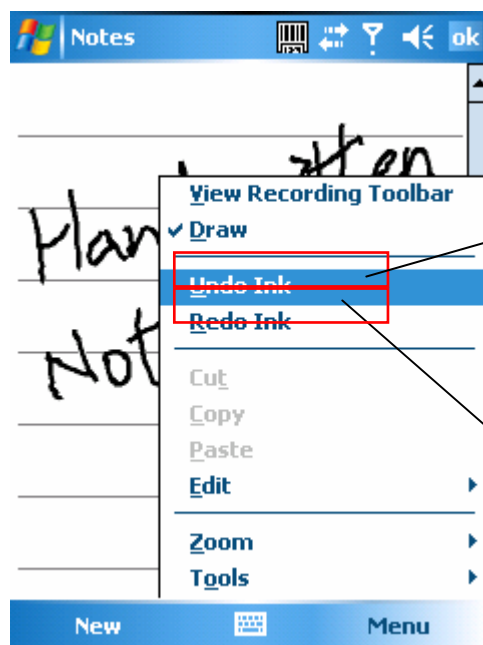 Notes ok
View Recording Toolbar
Draw
Undo Ink
Redo Ink
Cut
Copy
Paste
Edit
Zoom
Tools
New Menu